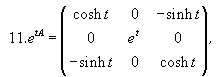 cosh t 0 −sinh t
11. e^{tA} = 0 e^t 0 ,
−sinh t 0 cosh t